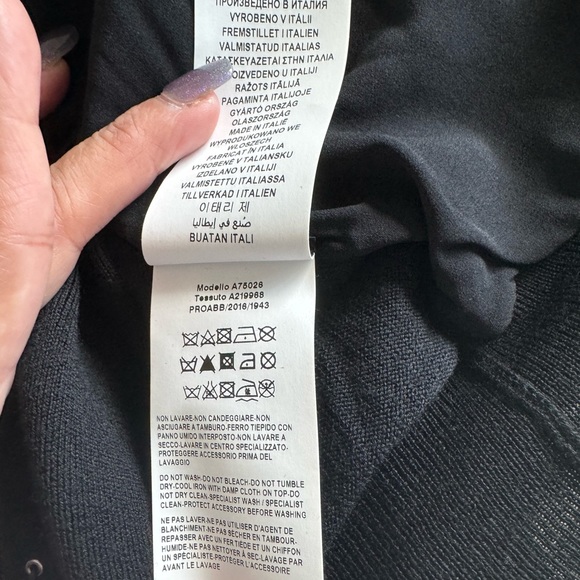 ПРОИЗВЕДЕНО В ИТАЛИЯ
VYROBENO V ITÁLII
FREMSTILLET I ITALIEN
VALMISTATUD ITAALIAS
ΚΑΤΑΣΚΕΥΑΖΕΤΑΙ ΣΤΗΝ ΙΤΑΛΙΑ
OIZVEDENO U ITALIJI
RAŽOTS ITĀLIJĀ
PAGAMINTA ITALIJOJE
GYÁRTÓ ORSZÁG
OLASZORSZÁG
MADE IN ITALIË
WYPRODUKOWANO WE
WŁOSZECH
FABRICAT ÎN ITALIA
VYROBENÉ V TALIANSKU
IZDELANO V ITALIJI
VALMISTETTU ITALIASSA
TILLVERKAD I ITALIEN
이태리 제
صُنع في إيطاليا
BUATAN ITALI
Modello A75026
Tessuto A219968
PROABB/2016/1943
NON LAVARE-NON CANDEGGIARE-NON
ASCIUGARE A TAMBURO-FERRO TIEPIDO CON
PANNO UMIDO INTERPOSTO-NON LAVARE A
SECCO-LAVARE IN CENTRO SPECIALIZZATO-
PROTEGGERE ACCESSORIO PRIMA DEL
LAVAGGIO
DO NOT WASH-DO NOT BLEACH-DO NOT TUMBLE
DRY-COOL IRON WITH DAMP CLOTH ON TOP-DO
NOT DRY CLEAN-SPECIALIST WASH / SPECIALIST
CLEAN-PROTECT ACCESSORY BEFORE WASHING
NE PAS LAVER-NE PAS UTILISER D'AGENT DE
BLANCHIMENT-NE PAS SÉCHER EN TAMBOUR-
REPASSER AVEC UN FER TIÈDE ET UN CHIFFON
HUMIDE-NE PAS NETTOYER À SEC-LAVAGE PAR
UN SPÉCIALISTE-PROTÉGER L'ACCESSOIRE
AVANT LE LAVAGE